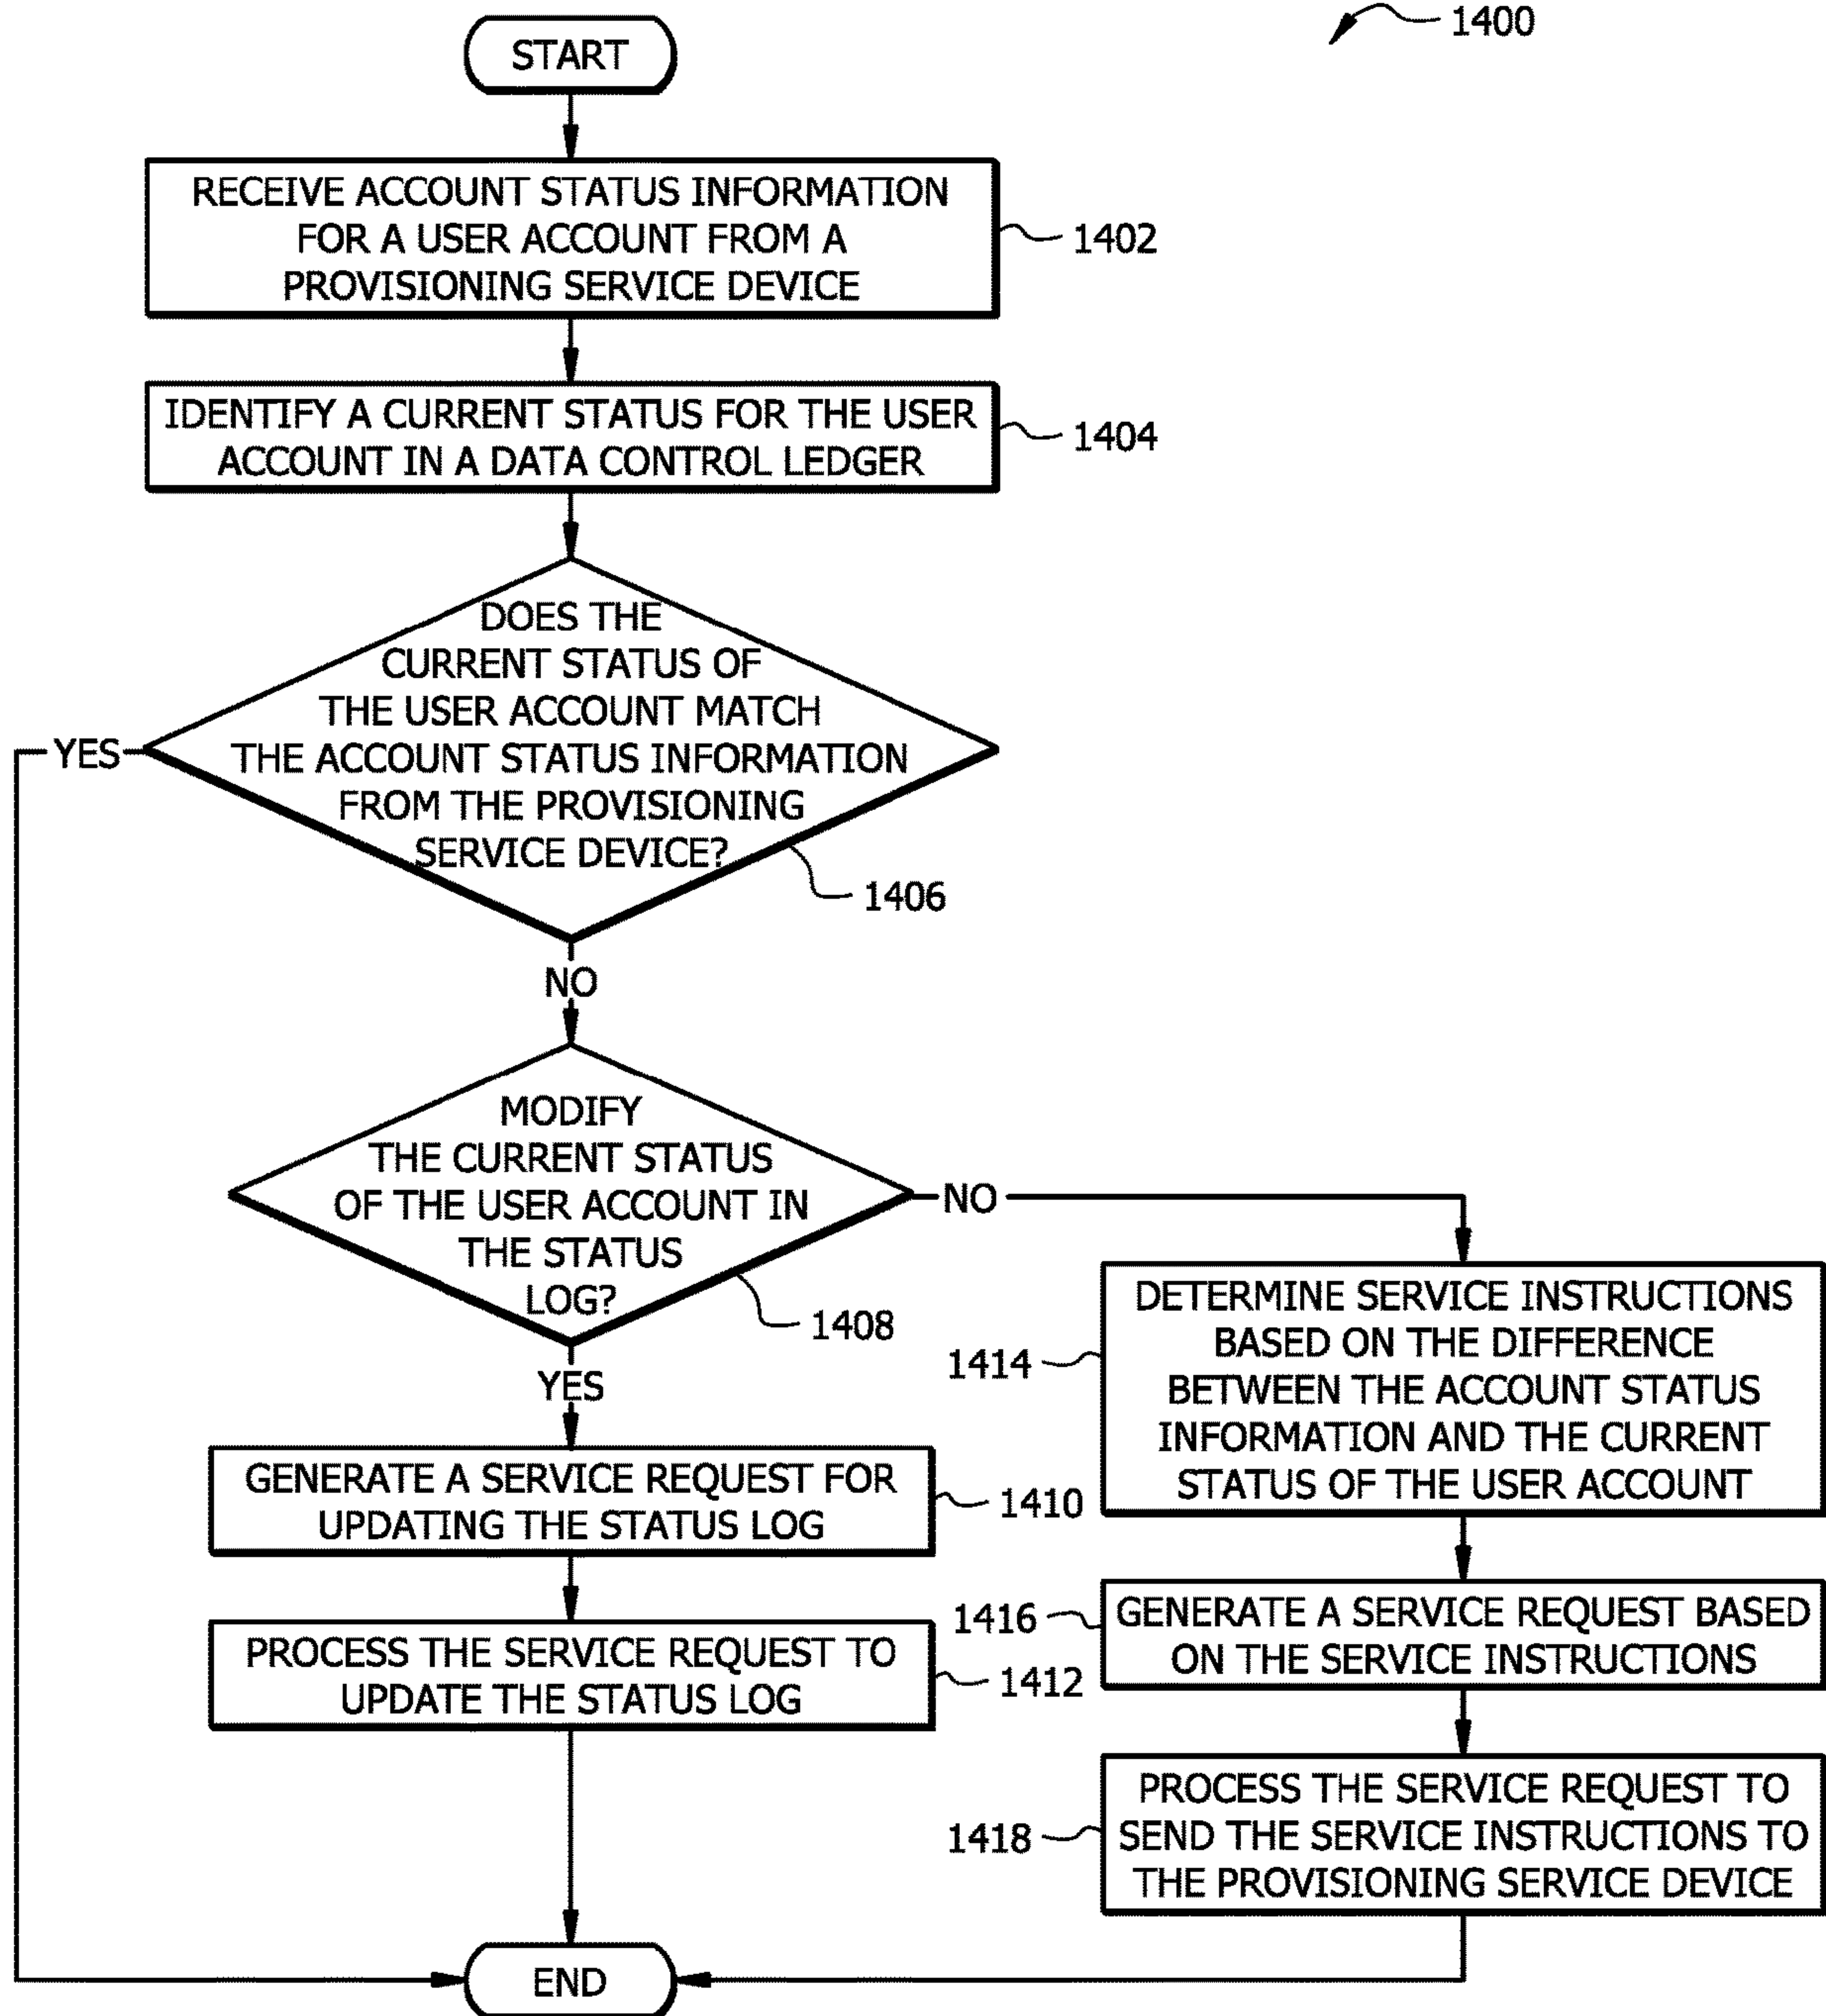 1400
START
RECEIVE ACCOUNT STATUS INFORMATION
FOR A USER ACCOUNT FROM A
PROVISIONING SERVICE DEVICE
1402
IDENTIFY A CURRENT STATUS FOR THE USER
ACCOUNT IN A DATA CONTROL LEDGER
1404
DOES THE
CURRENT STATUS OF
THE USER ACCOUNT MATCH
THE ACCOUNT STATUS INFORMATION
FROM THE PROVISIONING
SERVICE DEVICE?
YES
1406
NO
MODIFY
THE CURRENT STATUS
OF THE USER ACCOUNT IN
THE STATUS
LOG?
NO
1408
YES
GENERATE A SERVICE REQUEST FOR
UPDATING THE STATUS LOG
1410
PROCESS THE SERVICE REQUEST TO
UPDATE THE STATUS LOG
1412
DETERMINE SERVICE INSTRUCTIONS
BASED ON THE DIFFERENCE
BETWEEN THE ACCOUNT STATUS
INFORMATION AND THE CURRENT
STATUS OF THE USER ACCOUNT
1414
GENERATE A SERVICE REQUEST BASED
ON THE SERVICE INSTRUCTIONS
1416
PROCESS THE SERVICE REQUEST TO
SEND THE SERVICE INSTRUCTIONS TO
THE PROVISIONING SERVICE DEVICE
1418
END